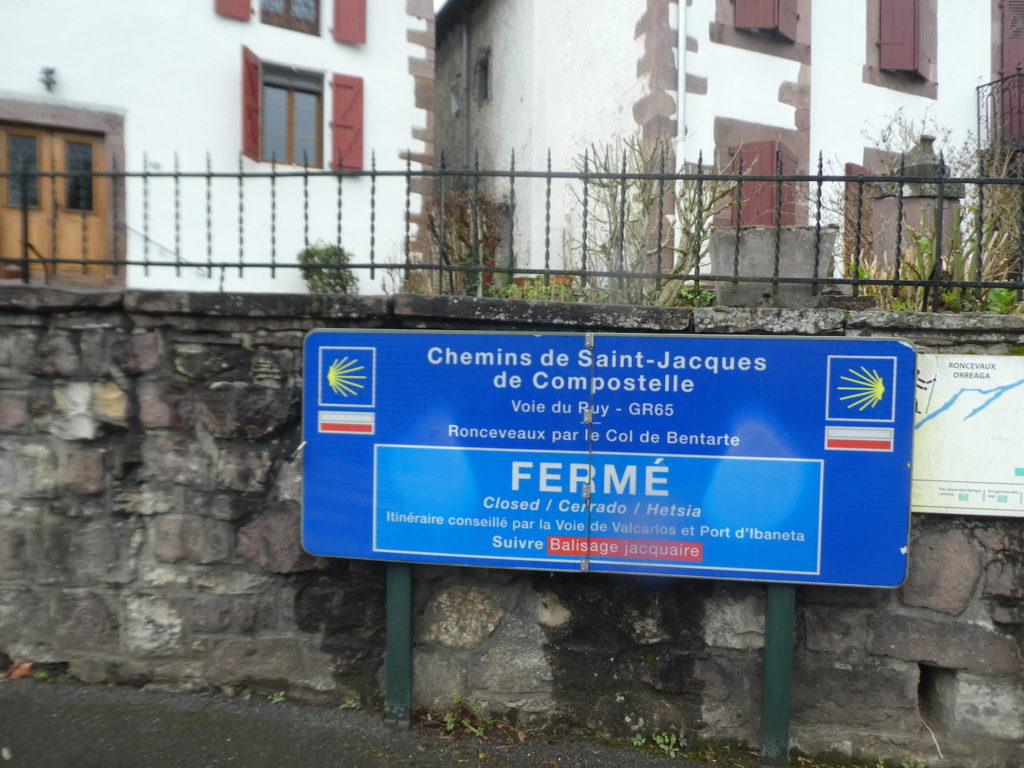 Chemins de Saint-Jacques
de Compostelle
Voie du Puy - GR65
Ronceveaux par le Col de Bentarte
FERMÉ
Closed / Cerrado / Hetsia
Itinéraire conseillé par la Voie de Valcarlos et Port d'Ibaneta
Suivre Balisage jacquaire
RONCEVAUX
ORREAGA